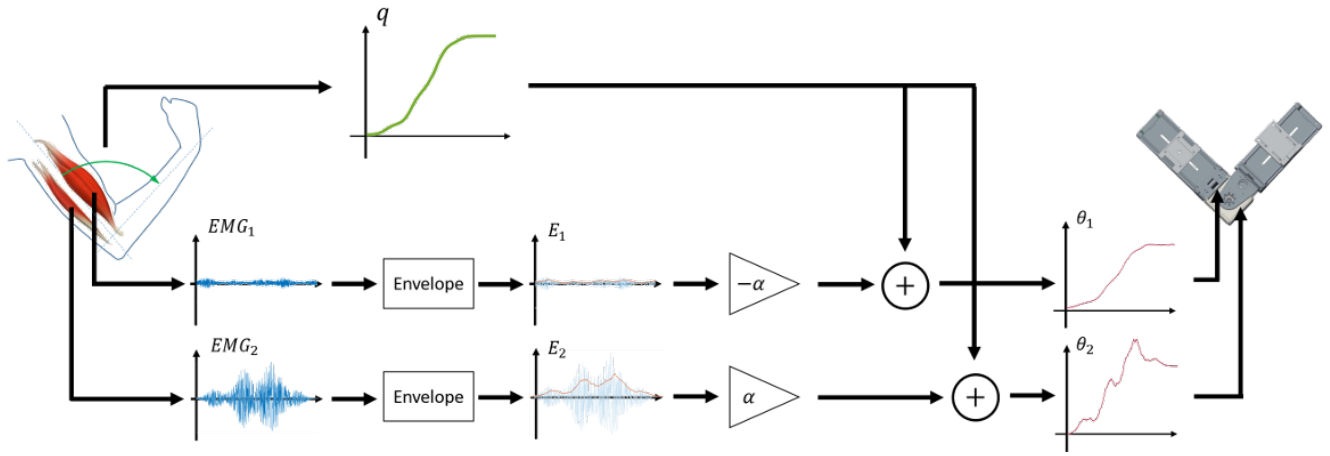 q
EMG₁
Envelope
E₁
−α
+
θ₁
EMG₂
Envelope
E₂
α
+
θ₂